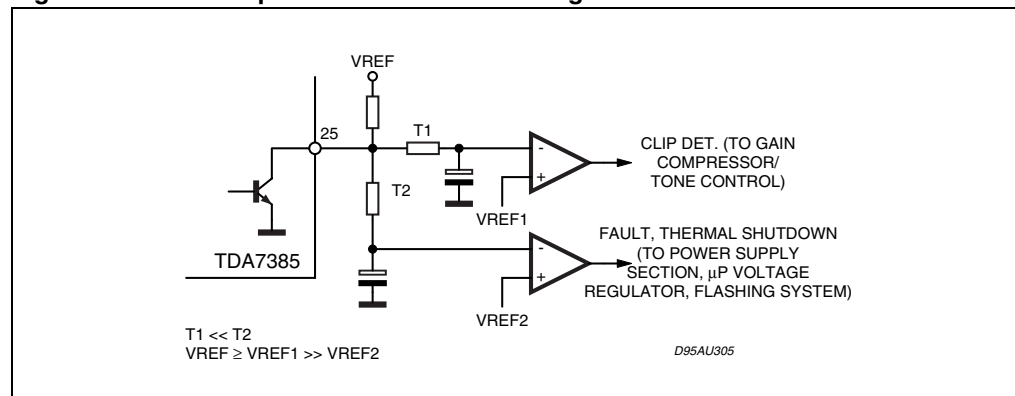 VREF
25
T1
T2
TDA7385
-
+
VREF1
CLIP DET. (TO GAIN
COMPRESSOR/
TONE CONTROL)
-
+
VREF2
FAULT, THERMAL SHUTDOWN
(TO POWER SUPPLY
SECTION, µP VOLTAGE
REGULATOR, FLASHING SYSTEM)
T1 << T2
VREF ≥ VREF1 >> VREF2
D95AU305